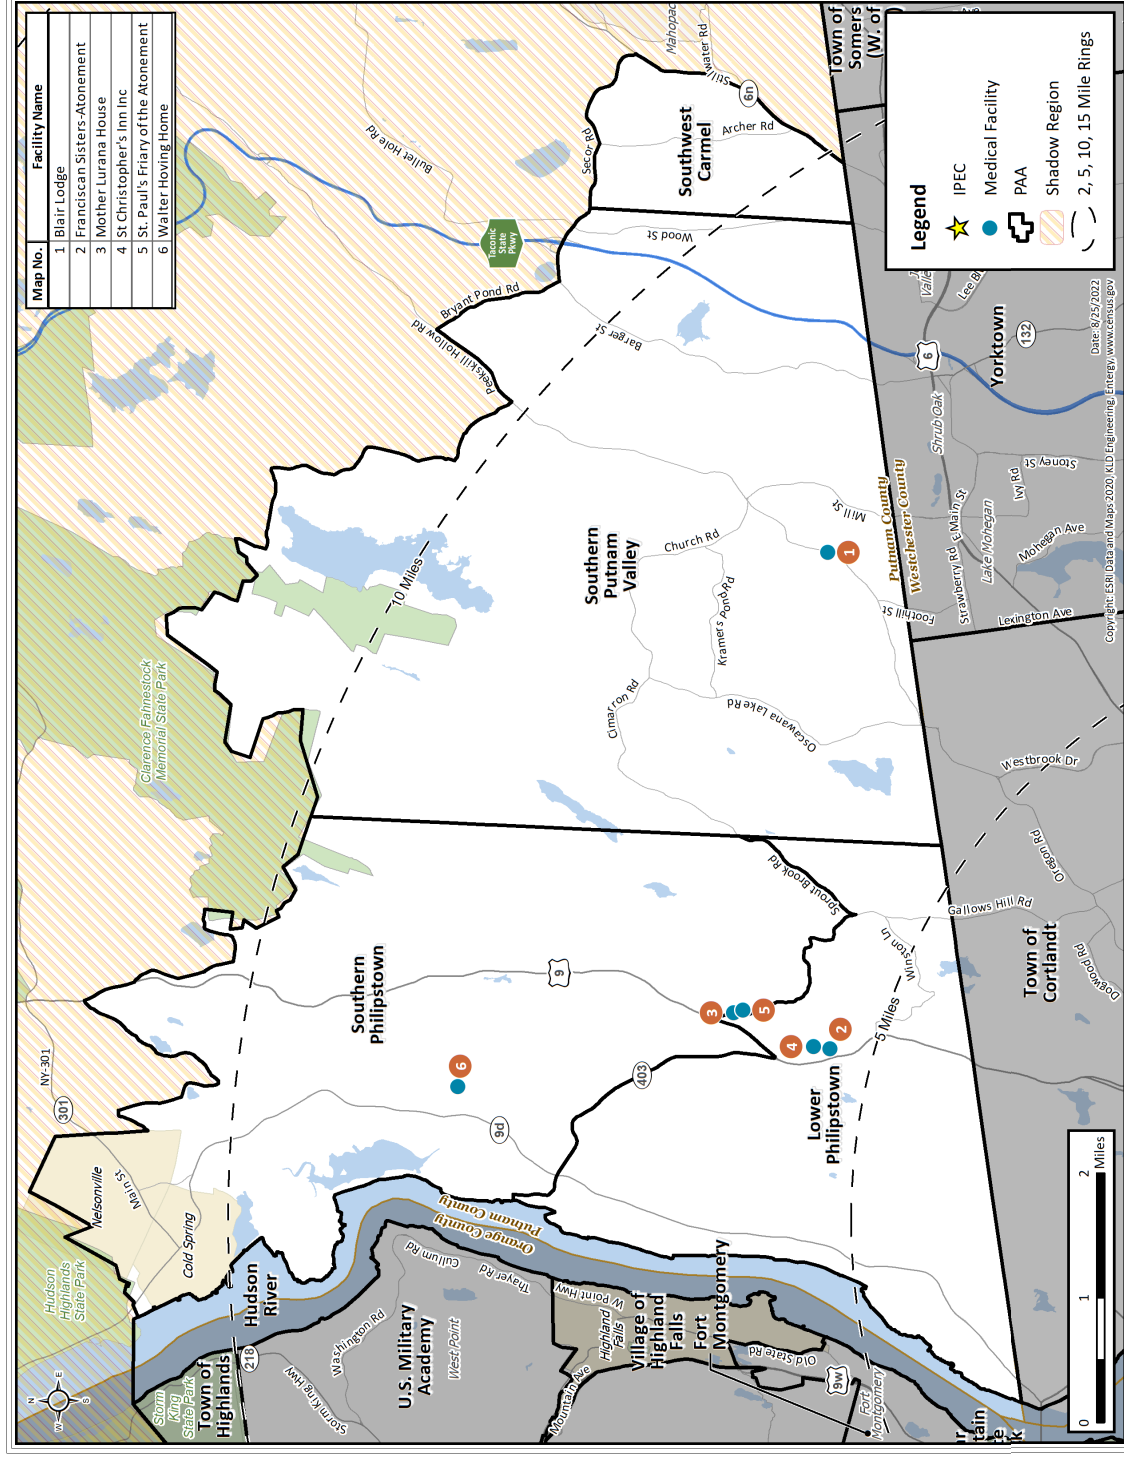 Map No. Facility Name
1 Blair Lodge
2 Franciscan Sisters-Atonement
3 Mother Lurana House
4 St Christopher's Inn Inc
5 St. Paul's Friary of the Atonement
6 Walter Hoving Home
N
E
S
W
Hudson
Highlands
State Park
Storm
King
State Park
Town of
Highlands
218
Storm King Hwy
Washington Rd
U.S. Military
Academy
West Point
Cullum Rd
Thayer Rd
W Point Hwy
Highland
Falls
Mountain Ave
Village of
Highland
Falls
Fort
Montgomery
Old State Rd
9W
Fort
Montgomery
Hudson
River
Orange County
Putnam County
Nelsonville
Main St
Cold Spring
301
NY-301
Clarence Fahnestock
Memorial State Park
Southern
Philipstown
9
9d
6
403
3
5
4
2
Lower
Philipstown
5 Miles
Winston Ln
Sprout Brook Rd
Gallows Hill Rd
10 Miles
Southern
Putnam
Valley
Cimarron Rd
Church Rd
Kramers Pond Rd
Oscawana Lake Rd
Mill St
1
Foothill St
Peekskill Hollow Rd
Bryant Pond Rd
Barger St
Wood St
Taconic
State
Pkwy
Bullet Hole Rd
Secor Rd
Southwest
Carmel
Archer Rd
6n
Stillwater Rd
Mahopac
Town of
Somers
(W. of
Putnam County
Westchester County
Shrub Oak
6
Yorktown
132
Strawberry Rd
E Main St
Lake Mohegan
Ivy Rd
Stoney St
Mohegan Ave
Lexington Ave
Westbrook Dr
Oregon Rd
Town of
Cortlandt
Dogwood Rd
Legend
IPEC
Medical Facility
PAA
Shadow Region
2, 5, 10, 15 Mile Rings
Date: 8/25/2022
Copyright: ESRI Data and Maps 2020, KLD Engineering, Entergy, www.census.gov
0 1 2
Miles